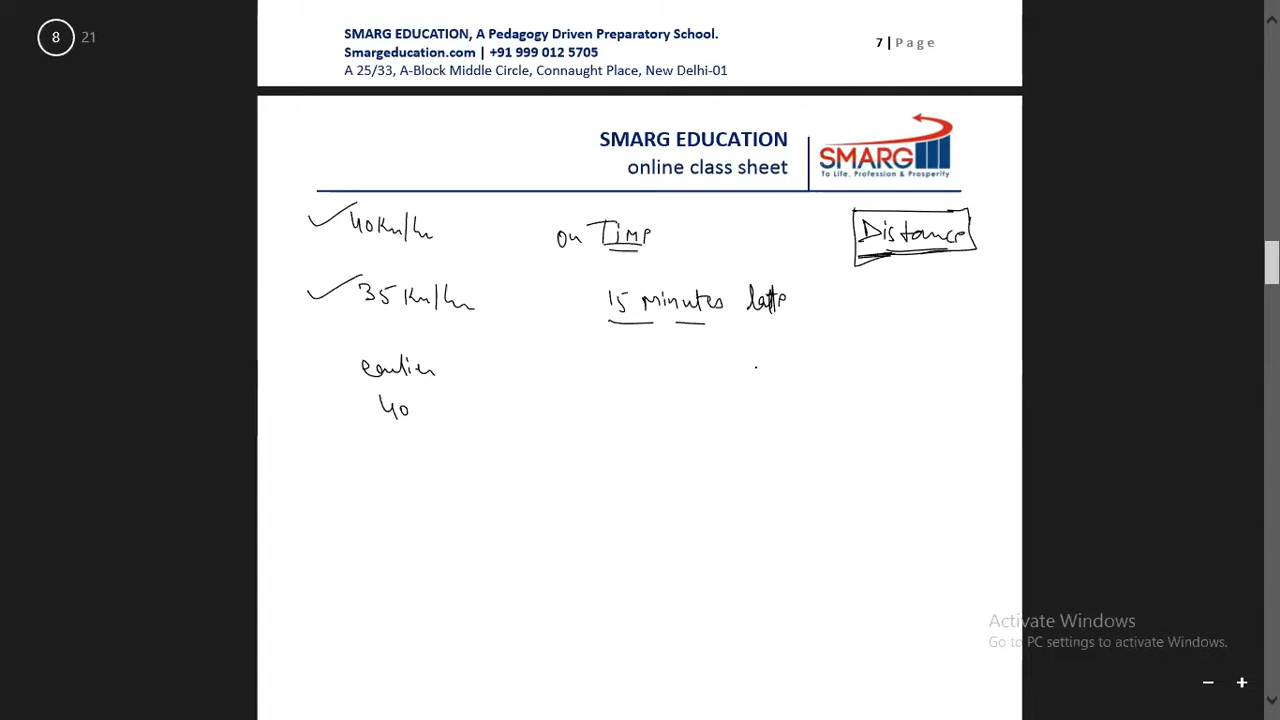 8 21
SMARG EDUCATION, A Pedagogy Driven Preparatory School.
Smargeducation.com | +91 999 012 5705
A 25/33, A-Block Middle Circle, Connaught Place, New Delhi-01
7 | Page
SMARG EDUCATION
online class sheet
SMARG
To Life, Profession & Prosperity
40Km/hr on Time Distance
35 Km/hr 15 minutes late
earlier
40
Activate Windows
Go to PC settings to activate Windows.